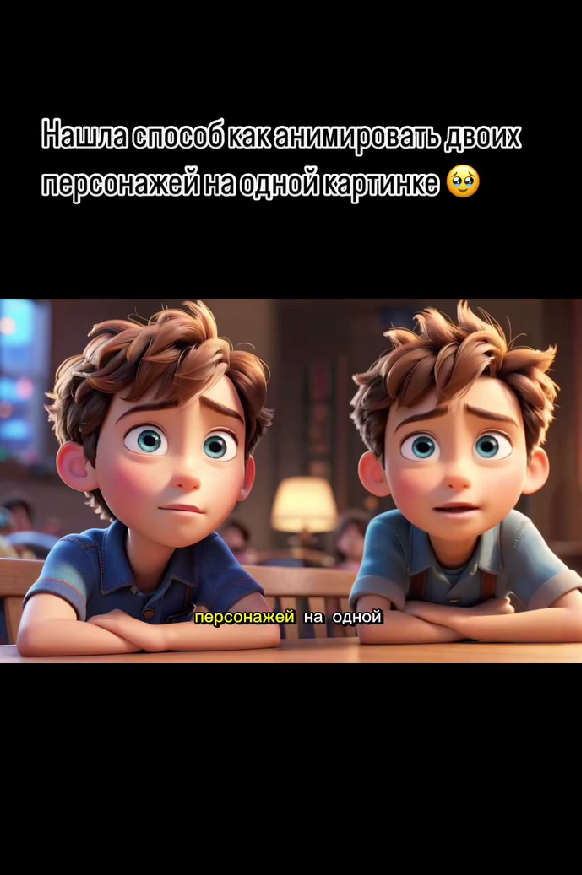 Нашла способ как анимировать двоих
персонажей на одной картинке 🥹
персонажей на одной